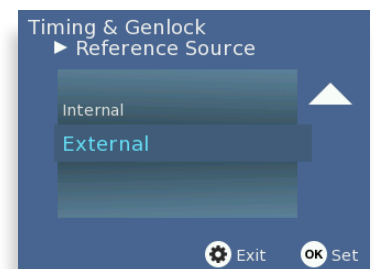 Timing & Genlock
► Reference Source
Internal
External
Exit OK Set